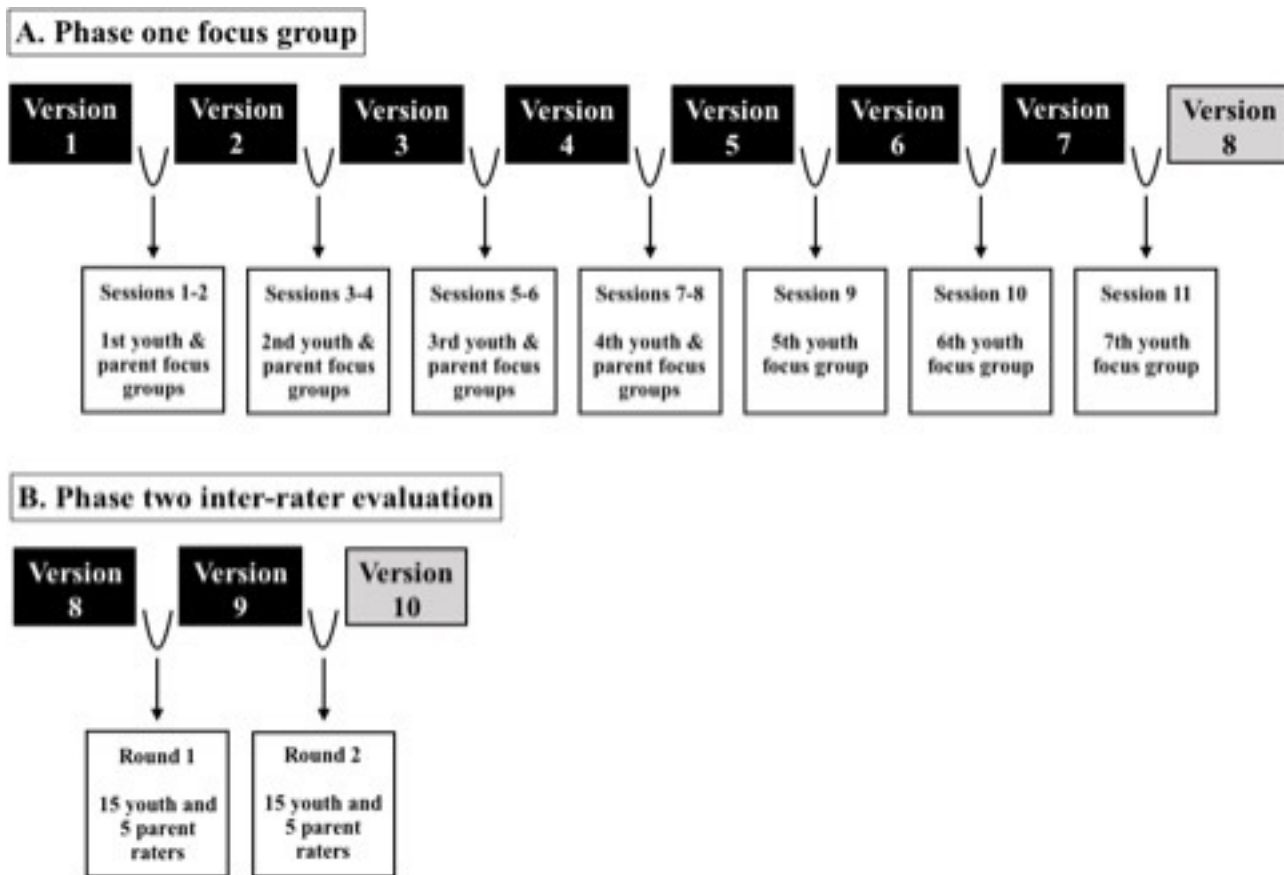 A. Phase one focus group
Version
1
Version
2
Version
3
Version
4
Version
5
Version
6
Version
7
Version
8
Sessions 1-2
1st youth &
parent focus
groups
Sessions 3-4
2nd youth &
parent focus
groups
Sessions 5-6
3rd youth &
parent focus
groups
Sessions 7-8
4th youth &
parent focus
groups
Session 9
5th youth
focus group
Session 10
6th youth
focus group
Session 11
7th youth
focus group
B. Phase two inter-rater evaluation
Version
8
Version
9
Version
10
Round 1
15 youth and
5 parent
raters
Round 2
15 youth and
5 parent
raters